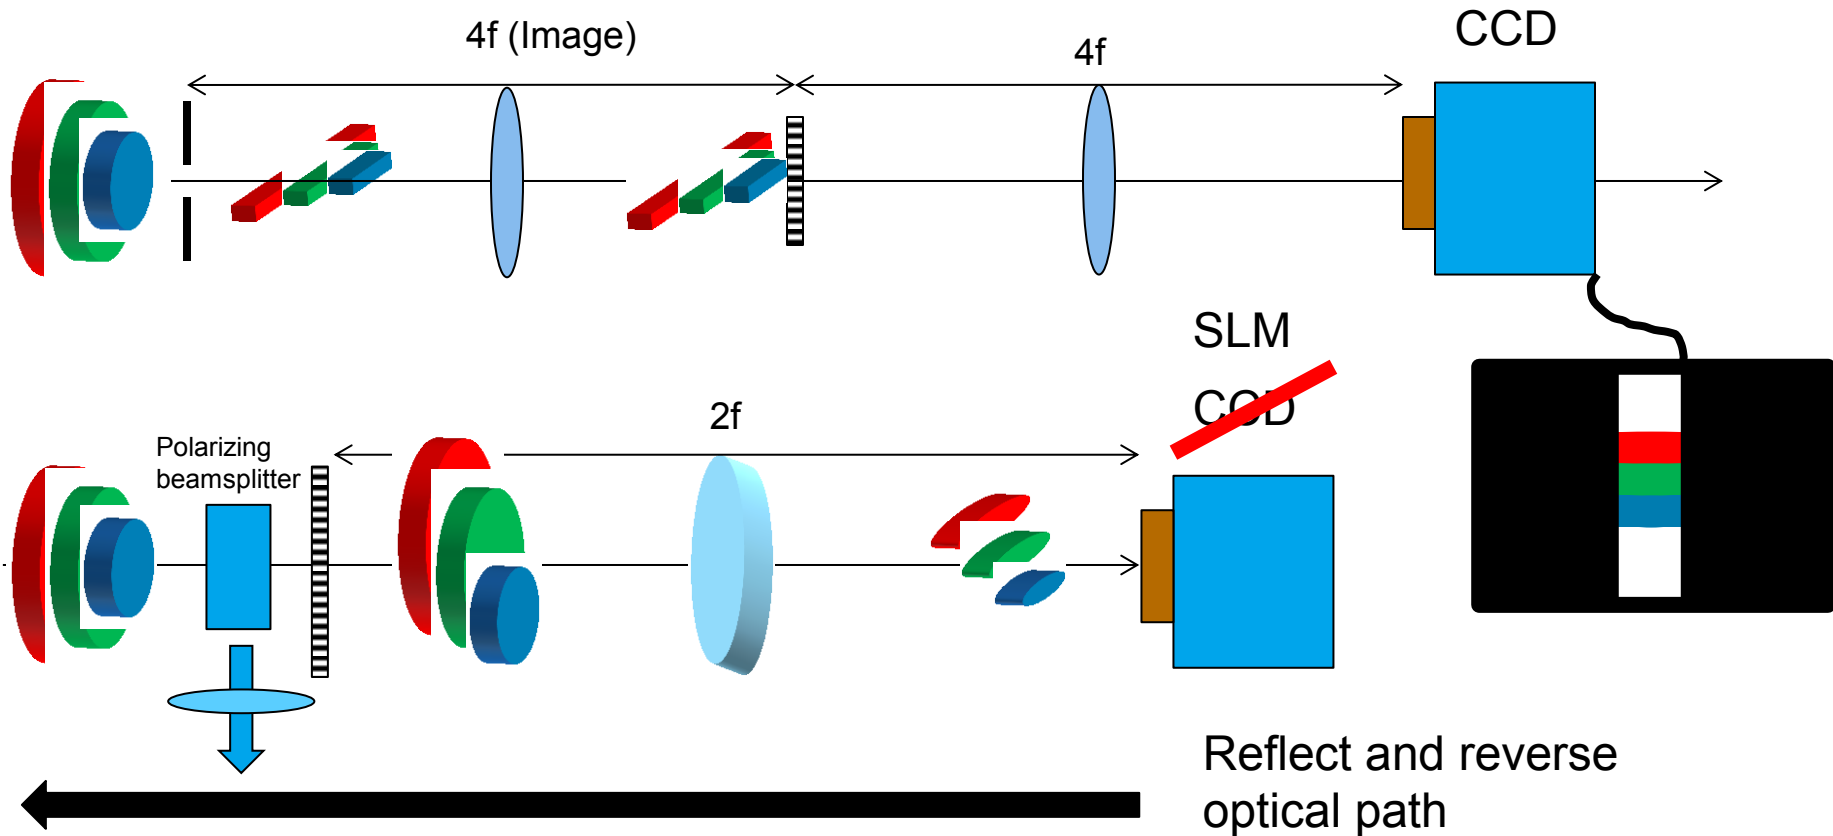 4f (Image)
4f
CCD
SLM
CCD
2f
Polarizing
beamsplitter
Reflect and reverse
optical path